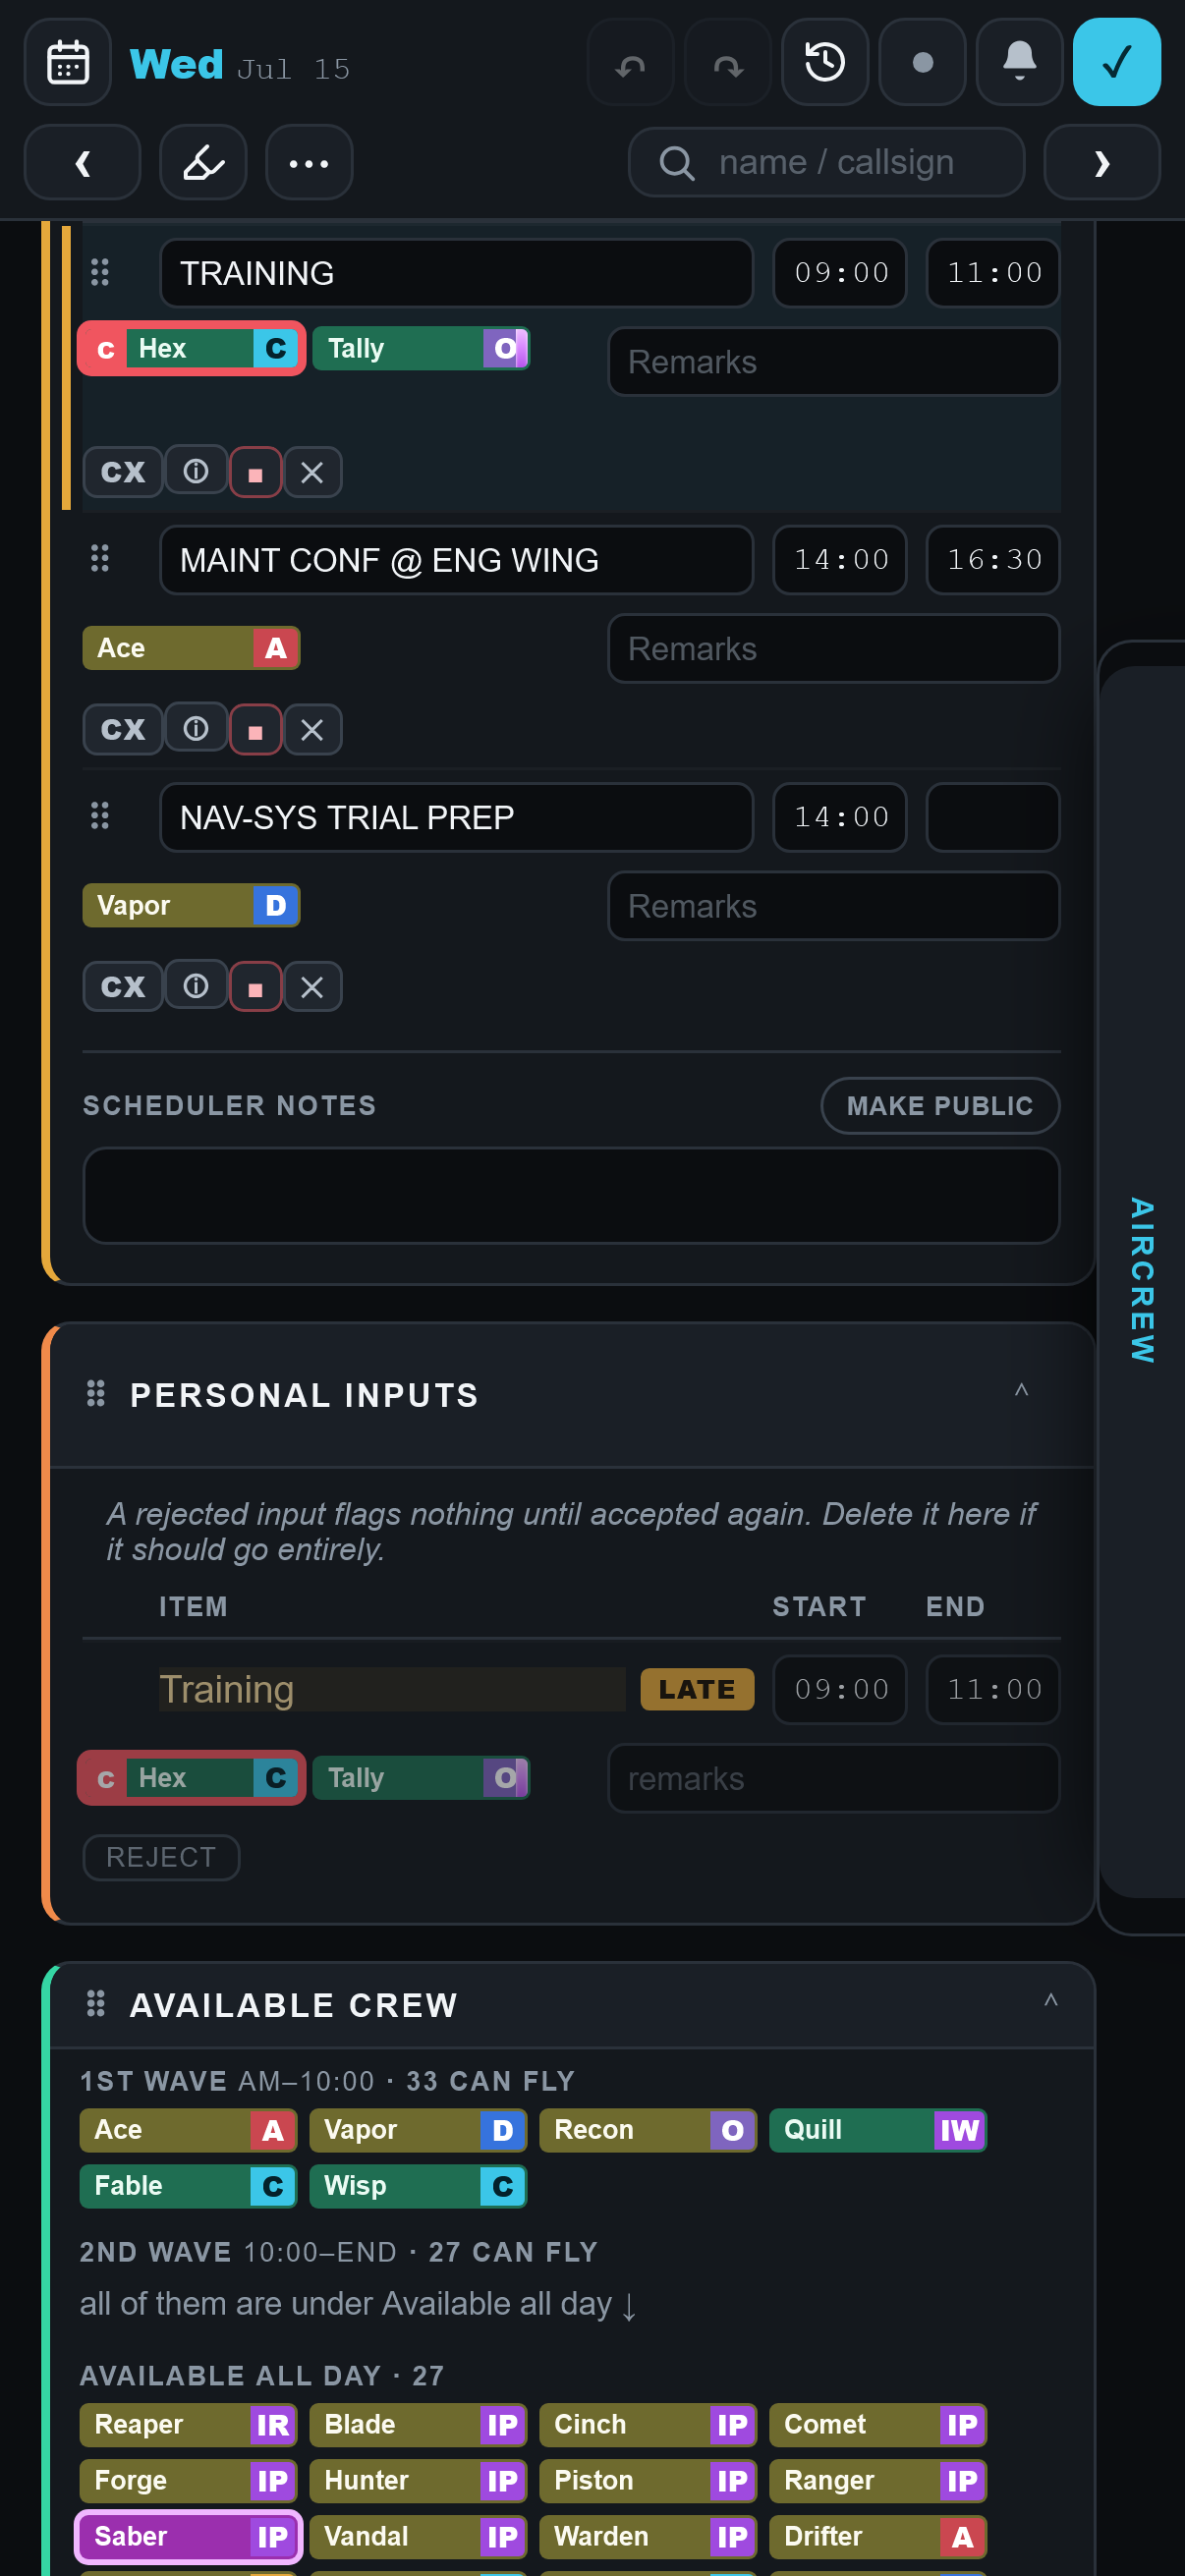 Wed Jul 15
name / callsign
TRAINING 09:00 11:00
c Hex C Tally O Remarks
CX
MAINT CONF @ ENG WING 14:00 16:30
Ace A Remarks
CX
NAV-SYS TRIAL PREP 14:00
Vapor D Remarks
CX
SCHEDULER NOTES MAKE PUBLIC
AIRCREW
PERSONAL INPUTS
A rejected input flags nothing until accepted again. Delete it here if
it should go entirely.
ITEM START END
Training LATE 09:00 11:00
c Hex C Tally O remarks
REJECT
AVAILABLE CREW
1ST WAVE AM–10:00 · 33 CAN FLY
Ace A Vapor D Recon O Quill IW
Fable C Wisp C
2ND WAVE 10:00–END · 27 CAN FLY
all of them are under Available all day ↓
AVAILABLE ALL DAY · 27
Reaper IR Blade IP Cinch IP Comet IP
Forge IP Hunter IP Piston IP Ranger IP
Saber IP Vandal IP Warden IP Drifter A